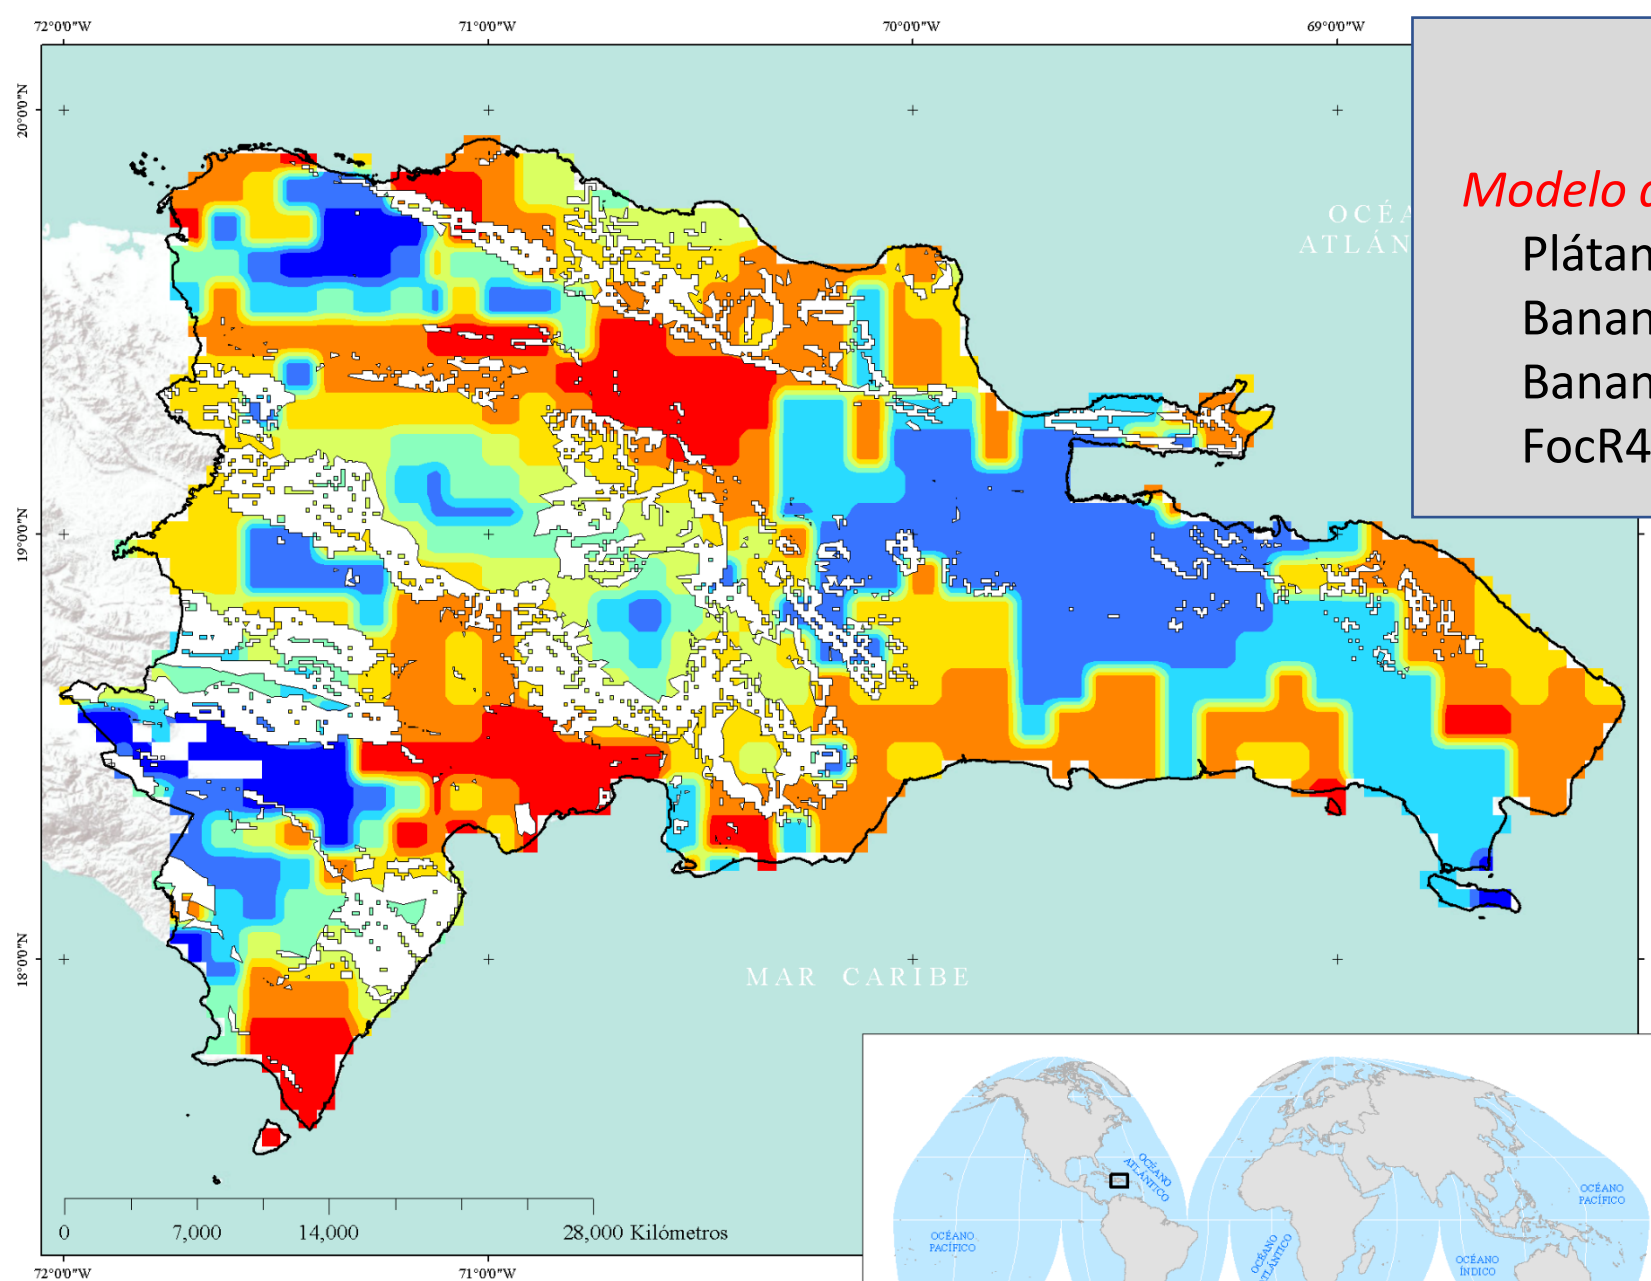 72°0'0"W
71°0'0"W
70°0'0"W
69°0'0"W
20°0'0"N
19°0'0"N
18°0'0"N
OCÉA
ATLÁN
Modelo d
Plátan
Banan
Banan
FocR4
MAR CARIBE
0
7,000
14,000
28,000 Kilómetros
72°0'0"W
71°0'0"W
OCÉANO
ATLÁNTICO
OCÉANO
PACÍFICO
OCÉANO
PACÍFICO
OCÉANO
ATLÁNTICO
OCÉANO
ÍNDICO